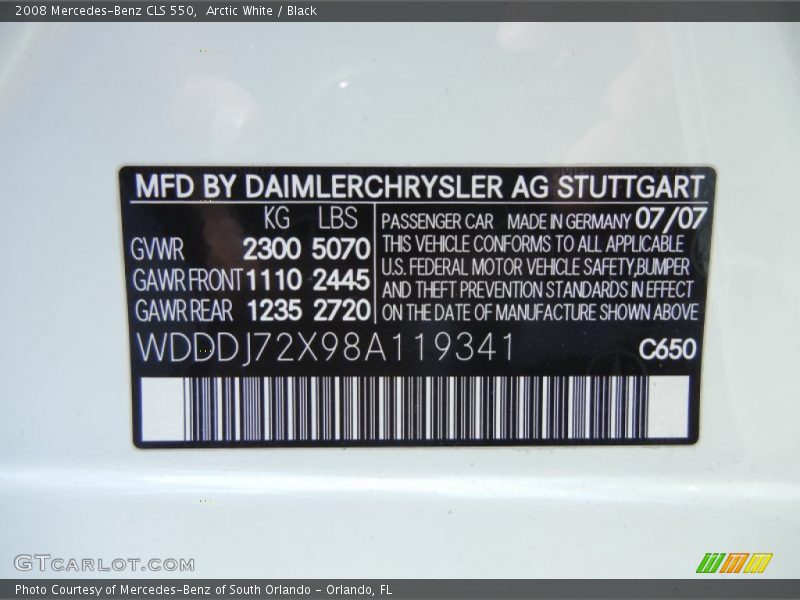 2008 Mercedes-Benz CLS 550,  Arctic White / Black
MFD BY DAIMLERCHRYSLER AG STUTTGART
KG LBS
GVWR 2300 5070
GAWR FRONT 1110 2445
GAWR REAR 1235 2720
PASSENGER CAR MADE IN GERMANY 07/07
THIS VEHICLE CONFORMS TO ALL APPLICABLE
U.S. FEDERAL MOTOR VEHICLE SAFETY,BUMPER
AND THEFT PREVENTION STANDARDS IN EFFECT
ON THE DATE OF MANUFACTURE SHOWN ABOVE
WDDDJ72X98A119341 C650
GTCARLOT.COM
Photo Courtesy of Mercedes-Benz of South Orlando - Orlando, FL